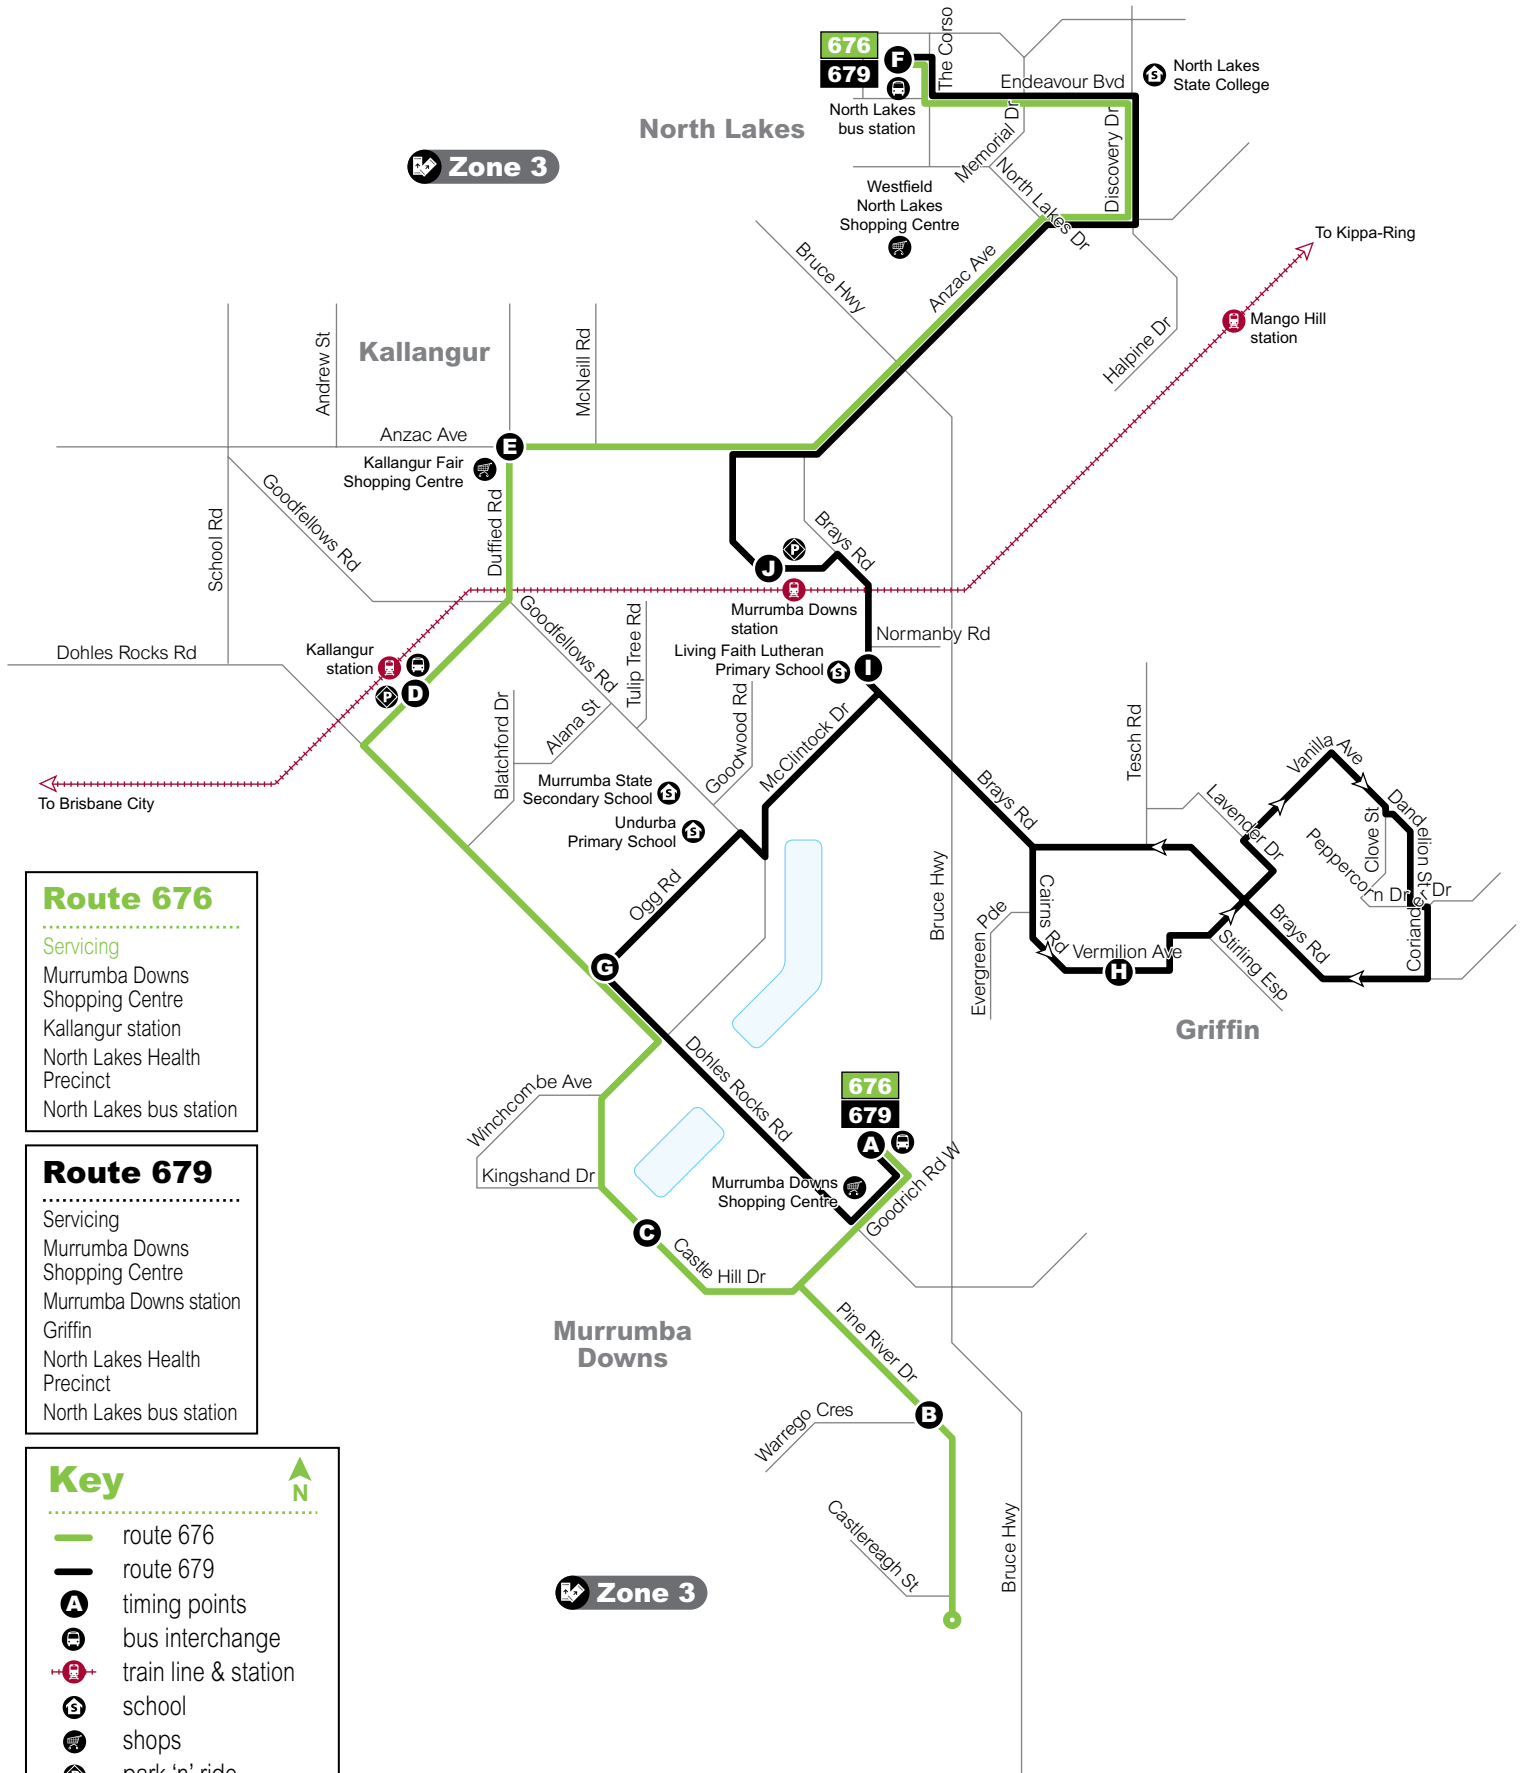 676
679
F
The Corso
Endeavour Bvd
North Lakes
State College
North Lakes
bus station
North Lakes
Memorial Dr
Discovery Dr
Zone 3
Westfield
North Lakes
Shopping Centre
North Lakes Dr
To Kippa-Ring
Bruce Hwy
Anzac Ave
Mango Hill
station
Halpine Dr
Andrew St
Kallangur
McNeill Rd
Anzac Ave
E
Kallangur Fair
Shopping Centre
Goodfellows Rd
School Rd
Duffied Rd
Brays Rd
P
J
Murrumba Downs
station
Goodfellows Rd
Tulip Tree Rd
Normanby Rd
Living Faith Lutheran
Primary School
I
Dohles Rocks Rd
Kallangur
station
P
D
Blatchford Dr
Alana St
Goodwood Rd
McClintock Dr
Tesch Rd
Vanilla Ave
To Brisbane City
Murrumba State
Secondary School
Undurba
Primary School
Brays Rd
Lavender Dr
Clove St
Dandelion St
Peppercorn Dr
Coriander Dr
Ogg Rd
Bruce Hwy
Cairns Rd
Evergreen Pde
Vermilion Ave
H
Stirling Esp
Brays Rd
G
Griffin
Dohles Rocks Rd
Winchcombe Ave
Kingshand Dr
676
679
A
Murrumba Downs
Shopping Centre
Goodrich Rd W
C
Castle Hill Dr
Murrumba
Downs
Pine River Dr
B
Warrego Cres
Castlereagh St
Bruce Hwy
Zone 3
Route 676
Servicing
Murrumba Downs
Shopping Centre
Kallangur station
North Lakes Health
Precinct
North Lakes bus station
Route 679
Servicing
Murrumba Downs
Shopping Centre
Murrumba Downs station
Griffin
North Lakes Health
Precinct
North Lakes bus station
Key
N
route 676
route 679
A timing points
bus interchange
train line & station
school
shops
park ‘n’ ride